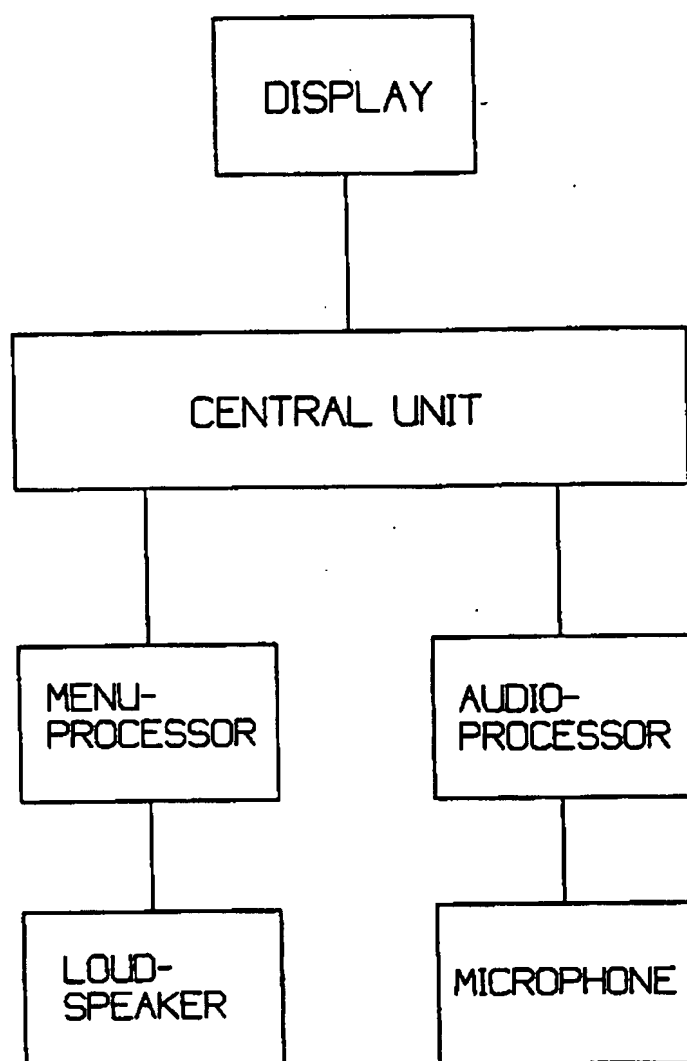 DISPLAY
CENTRAL UNIT
MENU-
PROCESSOR
AUDIO-
PROCESSOR
LOUD-
SPEAKER
MICROPHONE